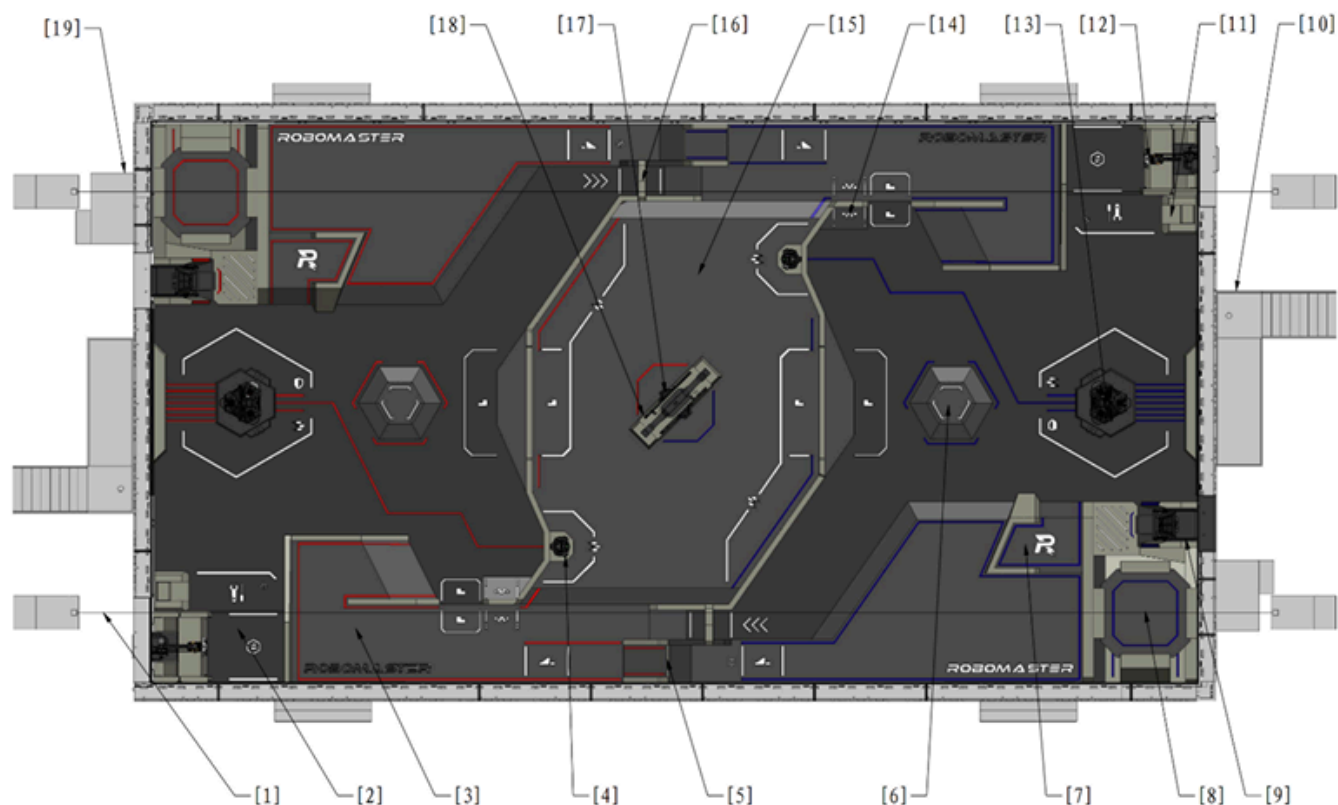 [19] [18] [17] [16] [15] [14] [13] [12] [11] [10]
ROBOMASTER ROBOMASTER
R
R
ROBOMASTER ROBOMASTER
[1] [2] [3] [4] [5] [6] [7] [8] [9]